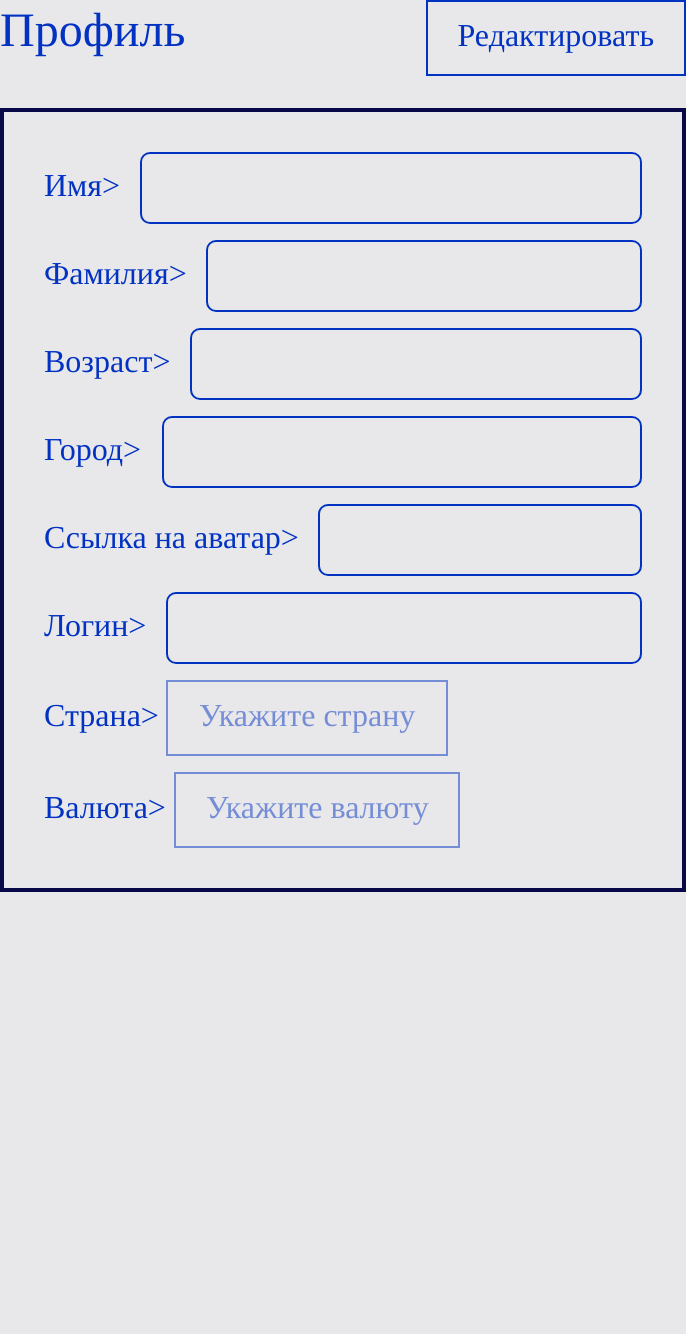 Профиль
Редактировать
Имя>
Фамилия>
Возраст>
Город>
Ссылка на аватар>
Логин>
Страна> Укажите страну
Валюта> Укажите валюту